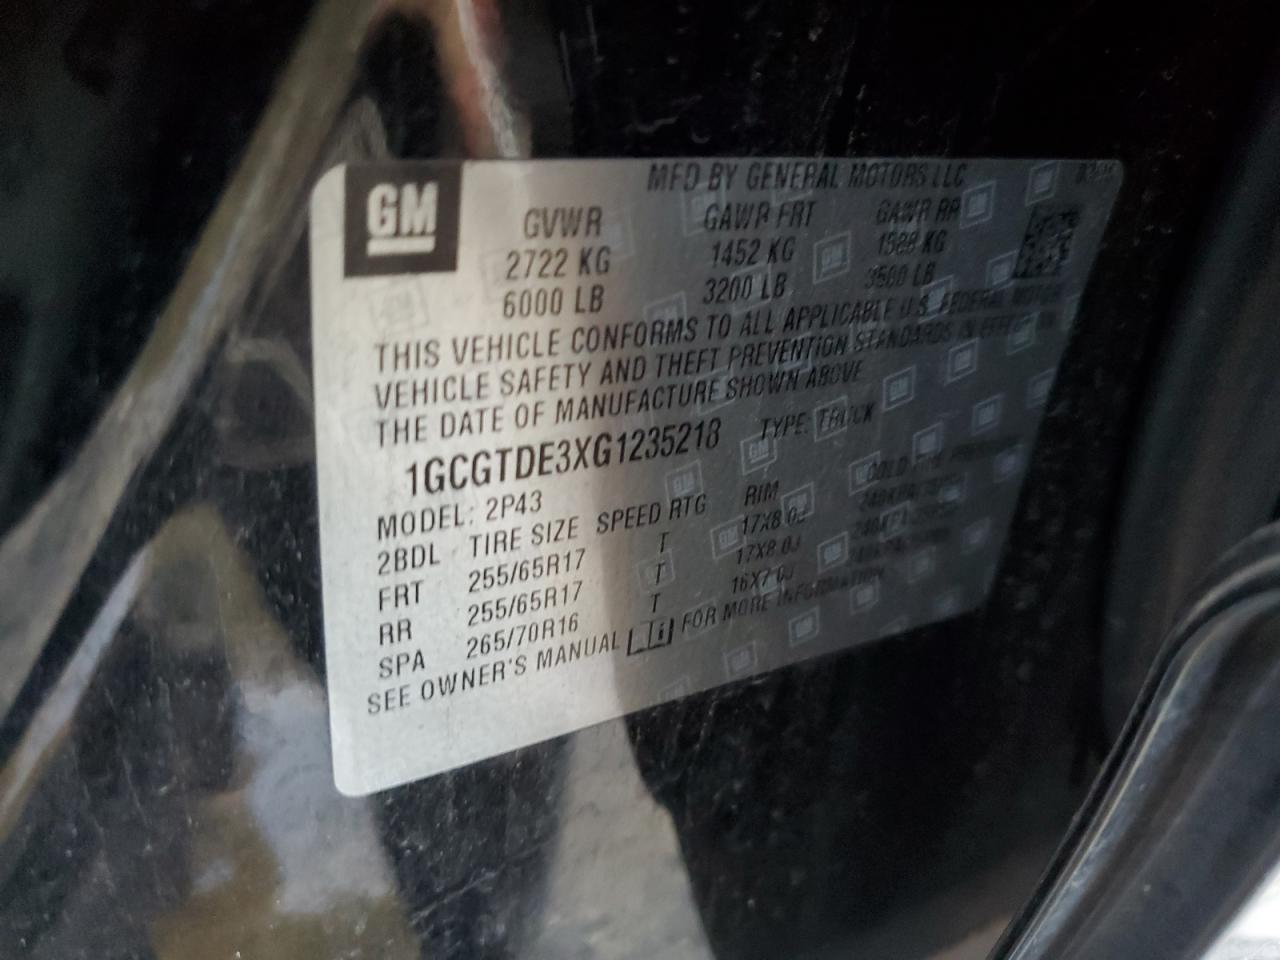 GM
MFD BY GENERAL MOTORS LLC
GVWR GAWR FRT GAWR RR
2722 KG 1452 KG 1588 KG
6000 LB 3200 LB 3500 LB
THIS VEHICLE CONFORMS TO ALL APPLICABLE U.S. FEDERAL MOTOR
VEHICLE SAFETY AND THEFT PREVENTION STANDARDS IN EFFECT ON
THE DATE OF MANUFACTURE SHOWN ABOVE
1GCGTDE3XG1235218 TYPE: TRUCK
MODEL: 2P43
2BDL TIRE SIZE SPEED RTG RIM COLD
FRT 255/65R17 T 17X8.0J
RR 255/65R17 T 17X8.0J
SPA 265/70R16 T 16X7.0J
SEE OWNER'S MANUAL i FOR MORE INFORMATION